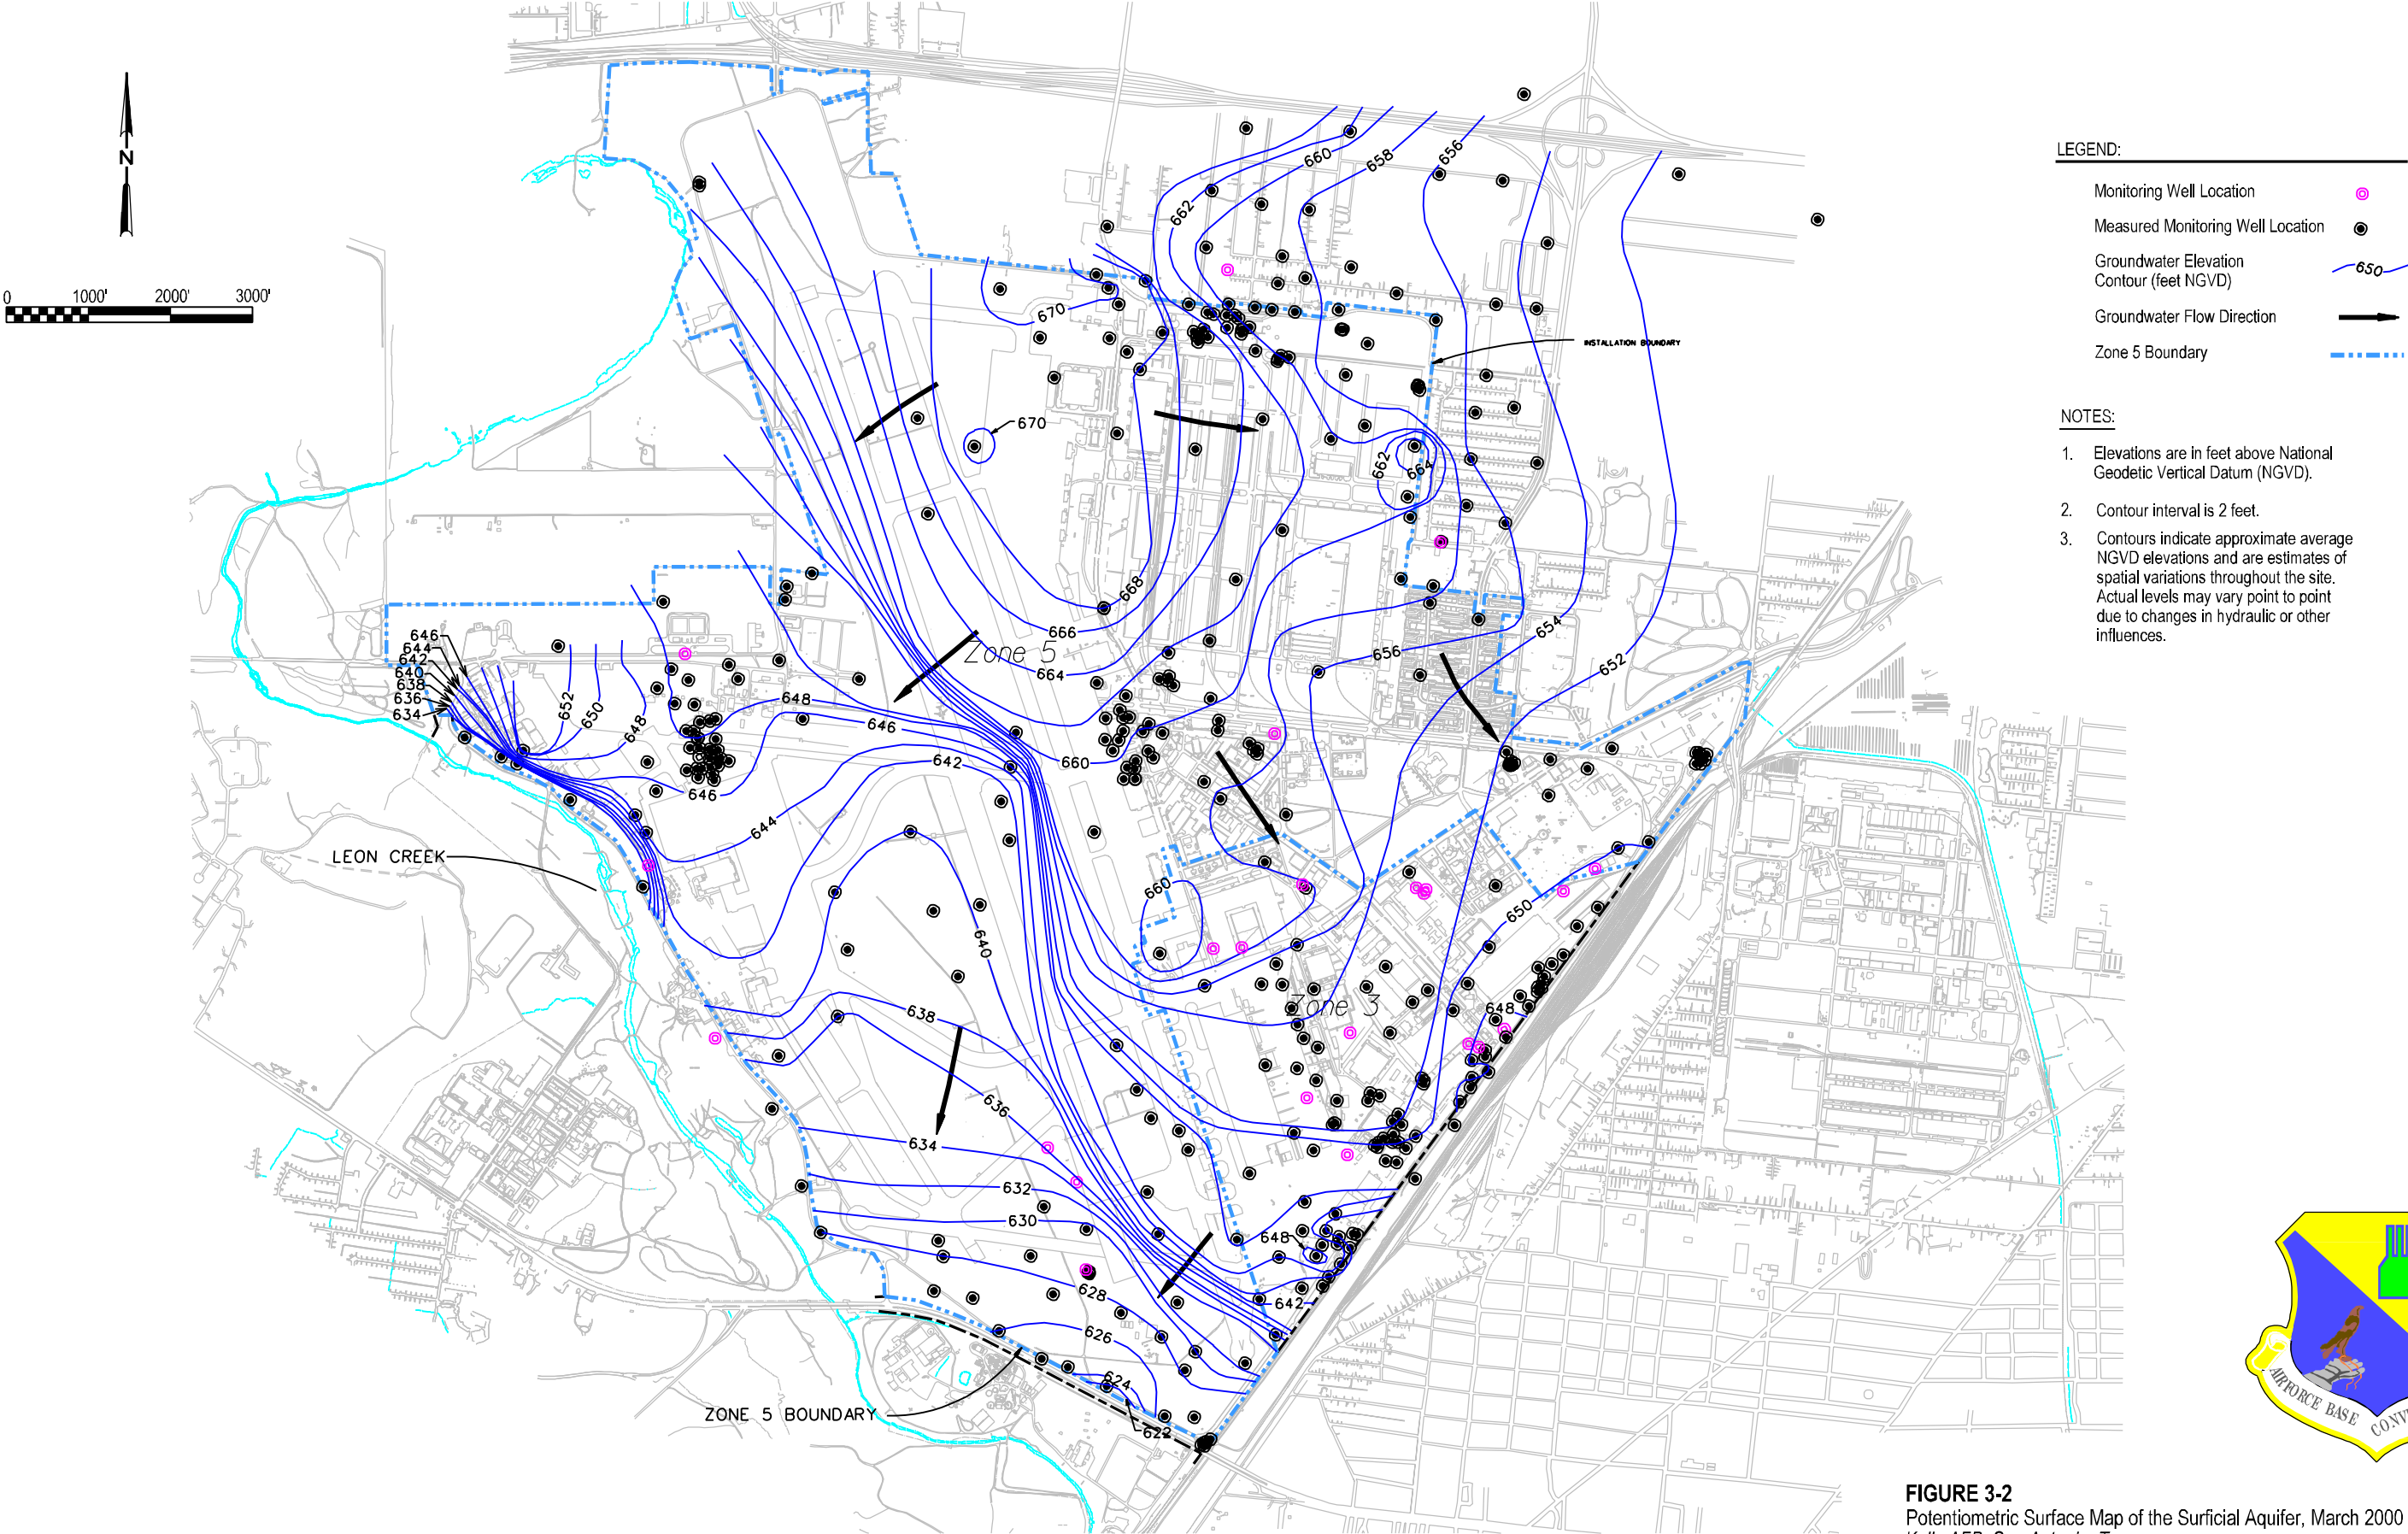 N
0 1000' 2000' 3000'
LEGEND:
Monitoring Well Location
Measured Monitoring Well Location
Groundwater Elevation
Contour (feet NGVD)
650
Groundwater Flow Direction
Zone 5 Boundary
NOTES:
1. Elevations are in feet above National
Geodetic Vertical Datum (NGVD).
2. Contour interval is 2 feet.
3. Contours indicate approximate average
NGVD elevations and are estimates of
spatial variations throughout the site.
Actual levels may vary point to point
due to changes in hydraulic or other
influences.
660
658
656
662
670
INSTALLATION BOUNDARY
670
662
664
668
666
Zone 5
664
656
654
652
646
644
642
640
638
636
634
652
650
648
648
646
642
660
646
644
LEON CREEK
660
650
640
638
Zone 3
648
636
634
632
630
648
628
642
626
624
622
ZONE 5 BOUNDARY
AIRFORCE BASE
FIGURE 3-2
Potentiometric Surface Map of the Surficial Aquifer, March 2000